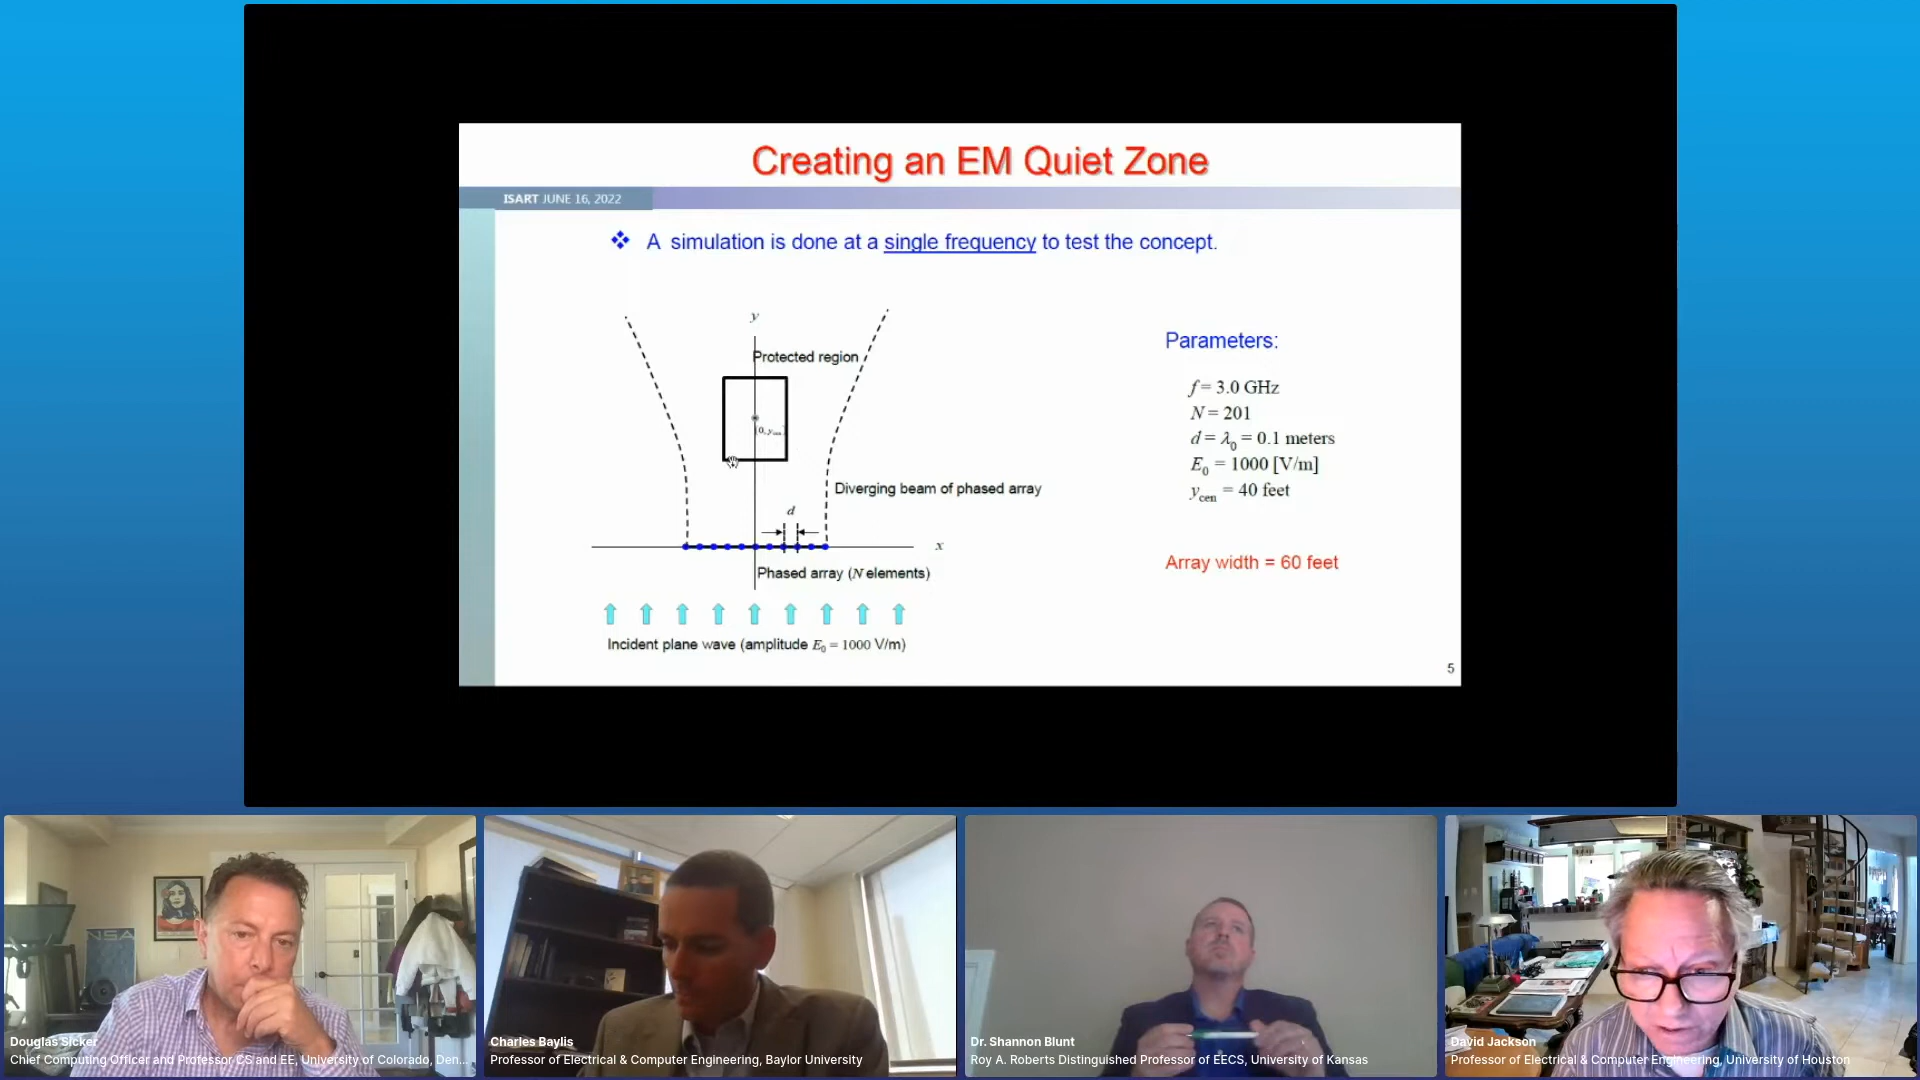 Creating an EM Quiet Zone
ISART JUNE 16, 2022
❖ A simulation is done at a single frequency to test the concept.
y
Protected region
Parameters:
f = 3.0 GHz
N = 201
d = λ₀ = 0.1 meters
E₀ = 1000 [V/m]
y_cen = 40 feet
Diverging beam of phased array
d
x
Array width = 60 feet
Phased array (N elements)
Incident plane wave (amplitude E₀ = 1000 V/m)
5
NSA
Douglas Sicker
Chief Computing Officer and Professor CS and EE, University of Colorado, Den...
Charles Baylis
Professor of Electrical & Computer Engineering, Baylor University
Dr. Shannon Blunt
Roy A. Roberts Distinguished Professor of EECS, University of Kansas
David Jackson
Professor of Electrical & Computer Engineering, University of Houston